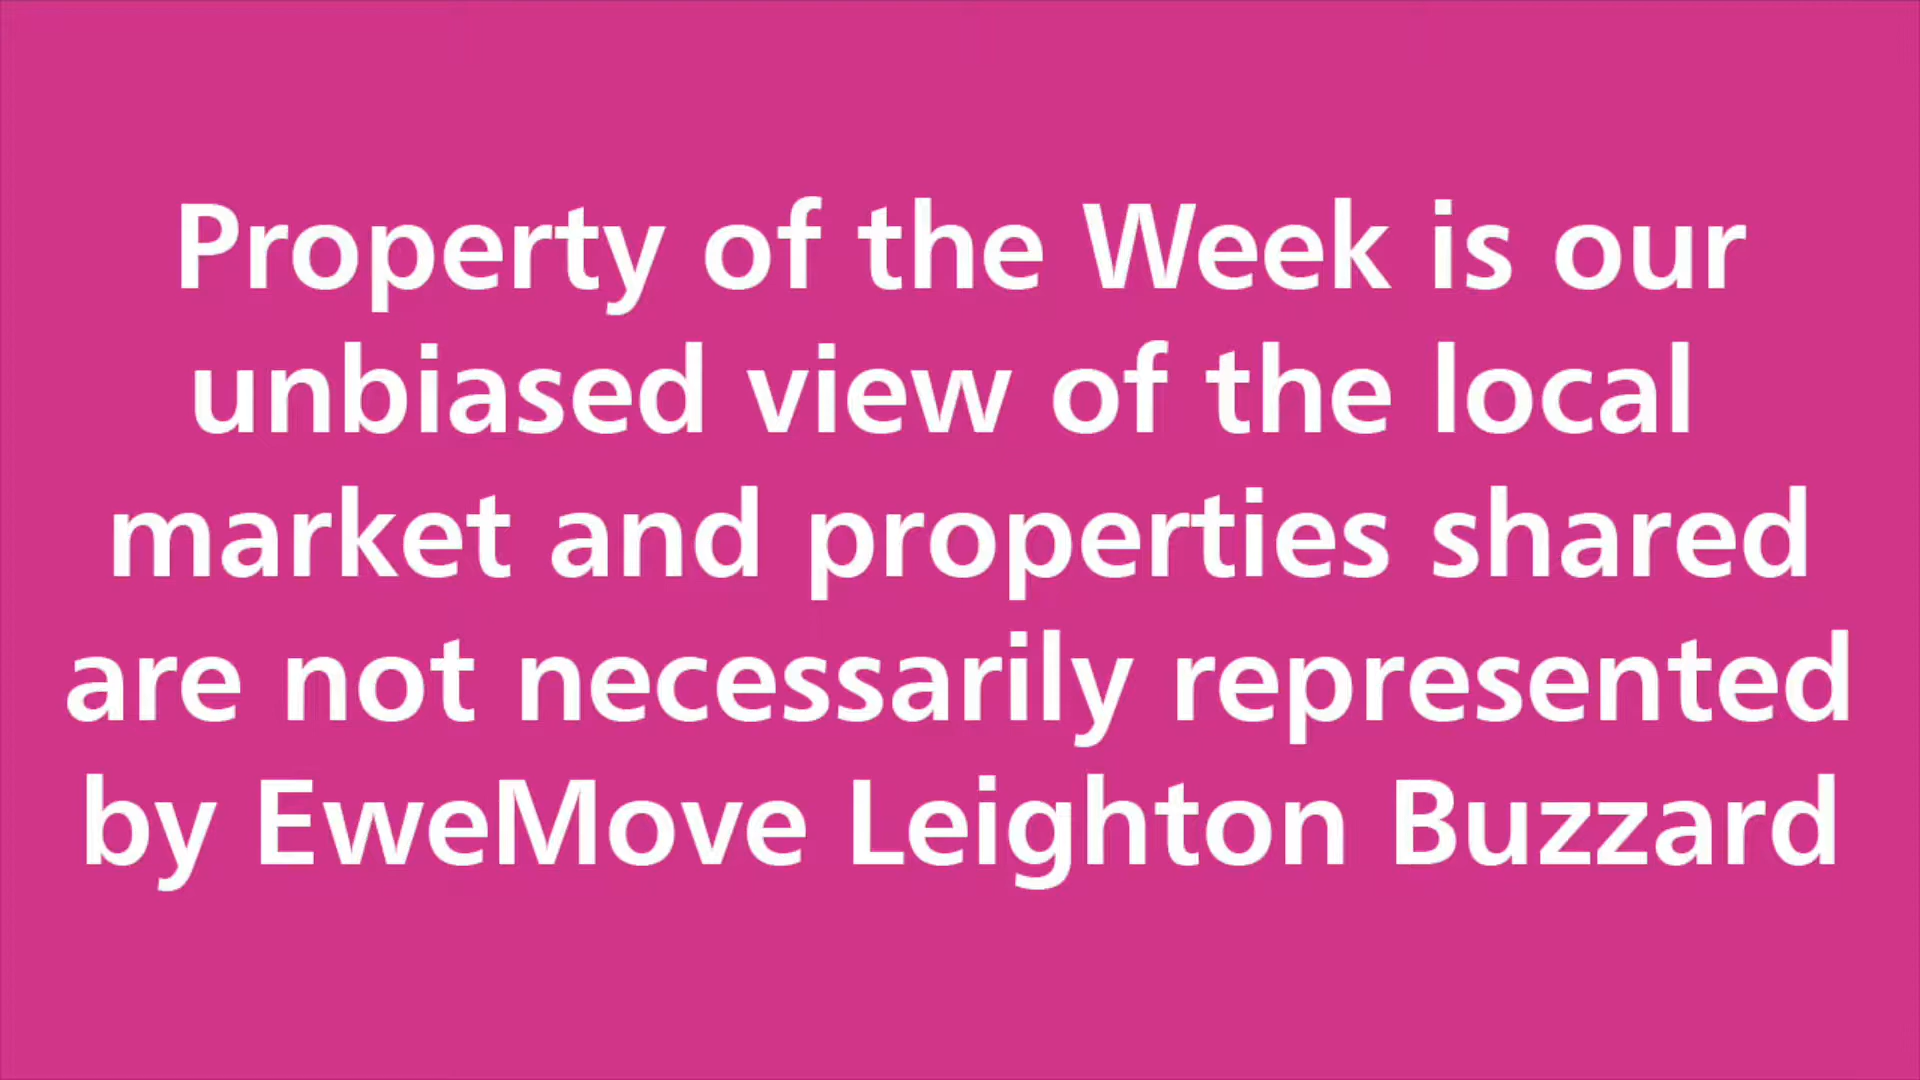 Property of the Week is our
unbiased view of the local
market and properties shared
are not necessarily represented
by EweMove Leighton Buzzard